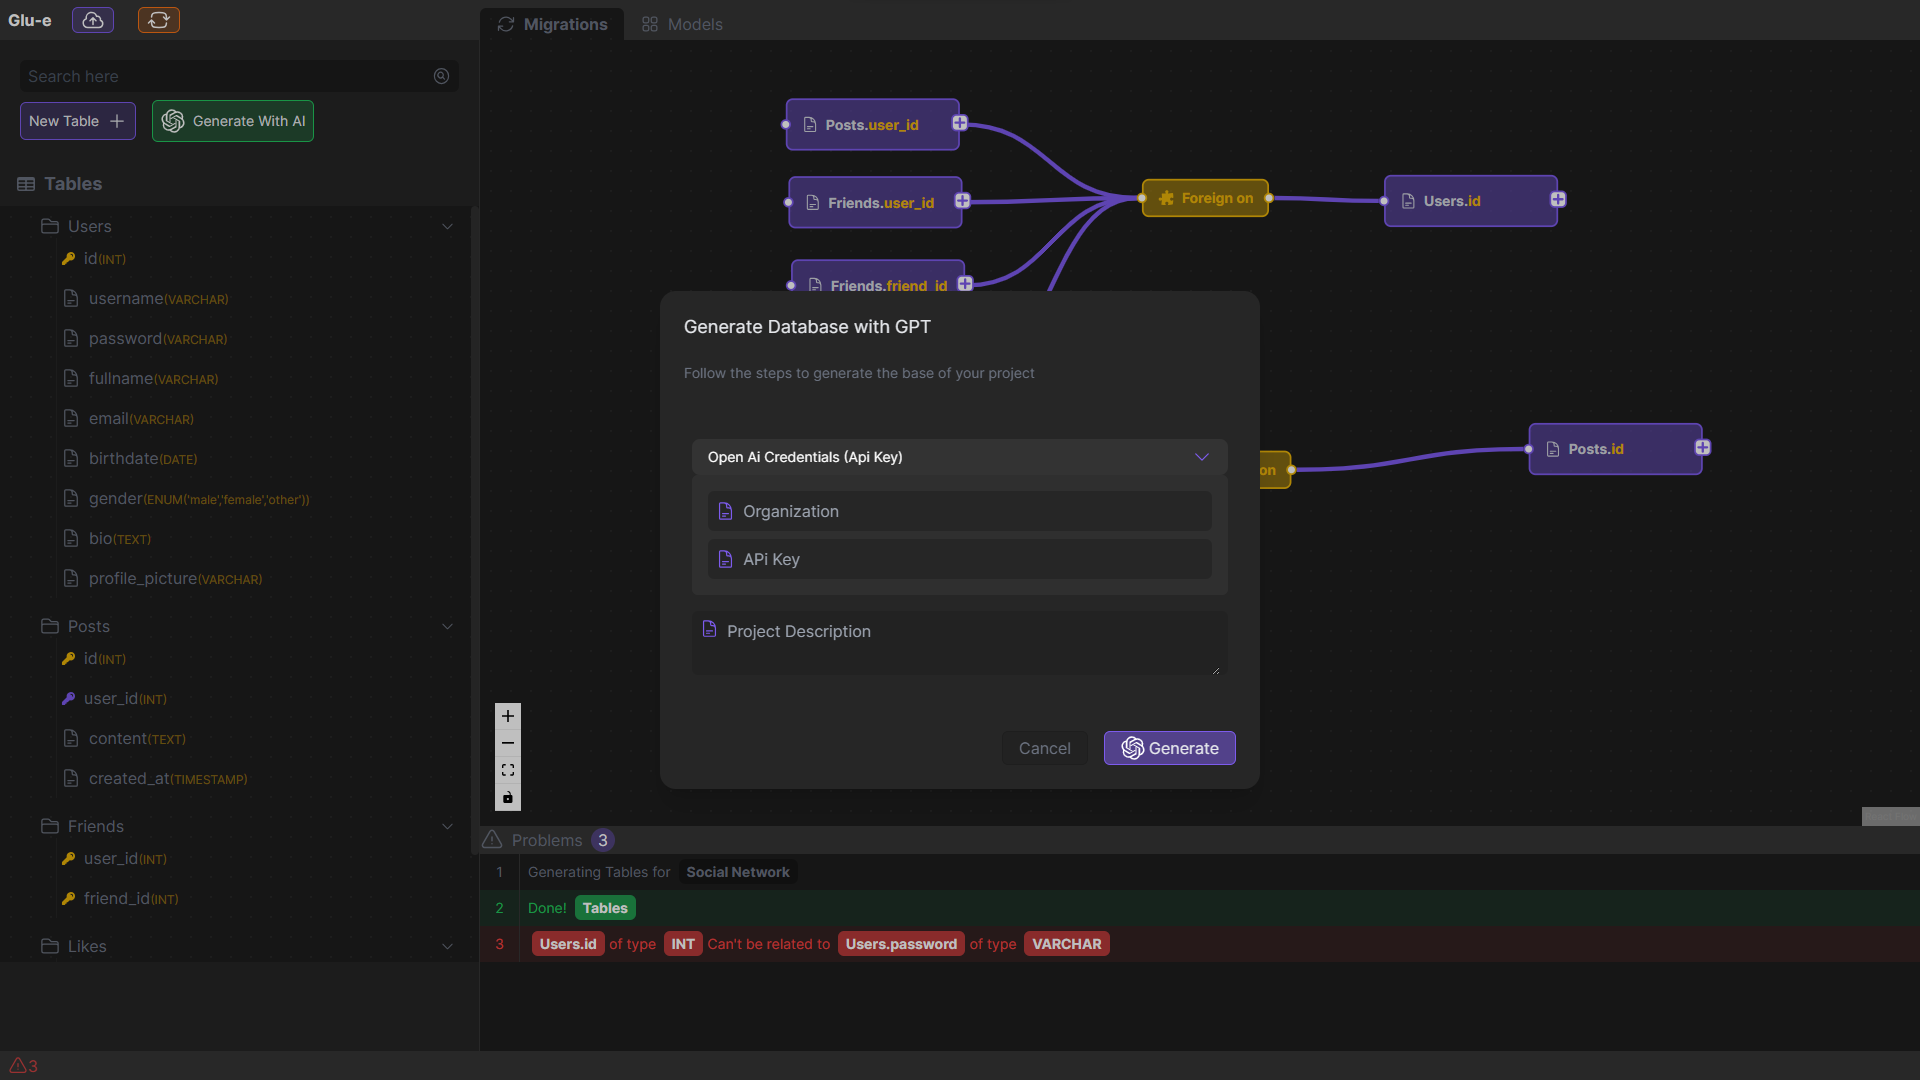 Glu-e
Migrations
Models
Search here
New Table
Generate With AI
Tables
Users
id(INT)
username(VARCHAR)
password(VARCHAR)
fullname(VARCHAR)
email(VARCHAR)
birthdate(DATE)
gender(ENUM('male','female','other'))
bio(TEXT)
profile_picture(VARCHAR)
Posts
id(INT)
user_id(INT)
content(TEXT)
created_at(TIMESTAMP)
Friends
user_id(INT)
friend_id(INT)
Likes
3
Posts.user_id
Friends.user_id
Friends.friend_id
Foreign on
Users.id
on
Posts.id
Generate Database with GPT
Follow the steps to generate the base of your project
Open Ai Credentials (Api Key)
Organization
APi Key
Project Description
Cancel
Generate
Problems 3
1 Generating Tables for Social Network
2 Done! Tables
3 Users.id of type INT Can't be related to Users.password of type VARCHAR